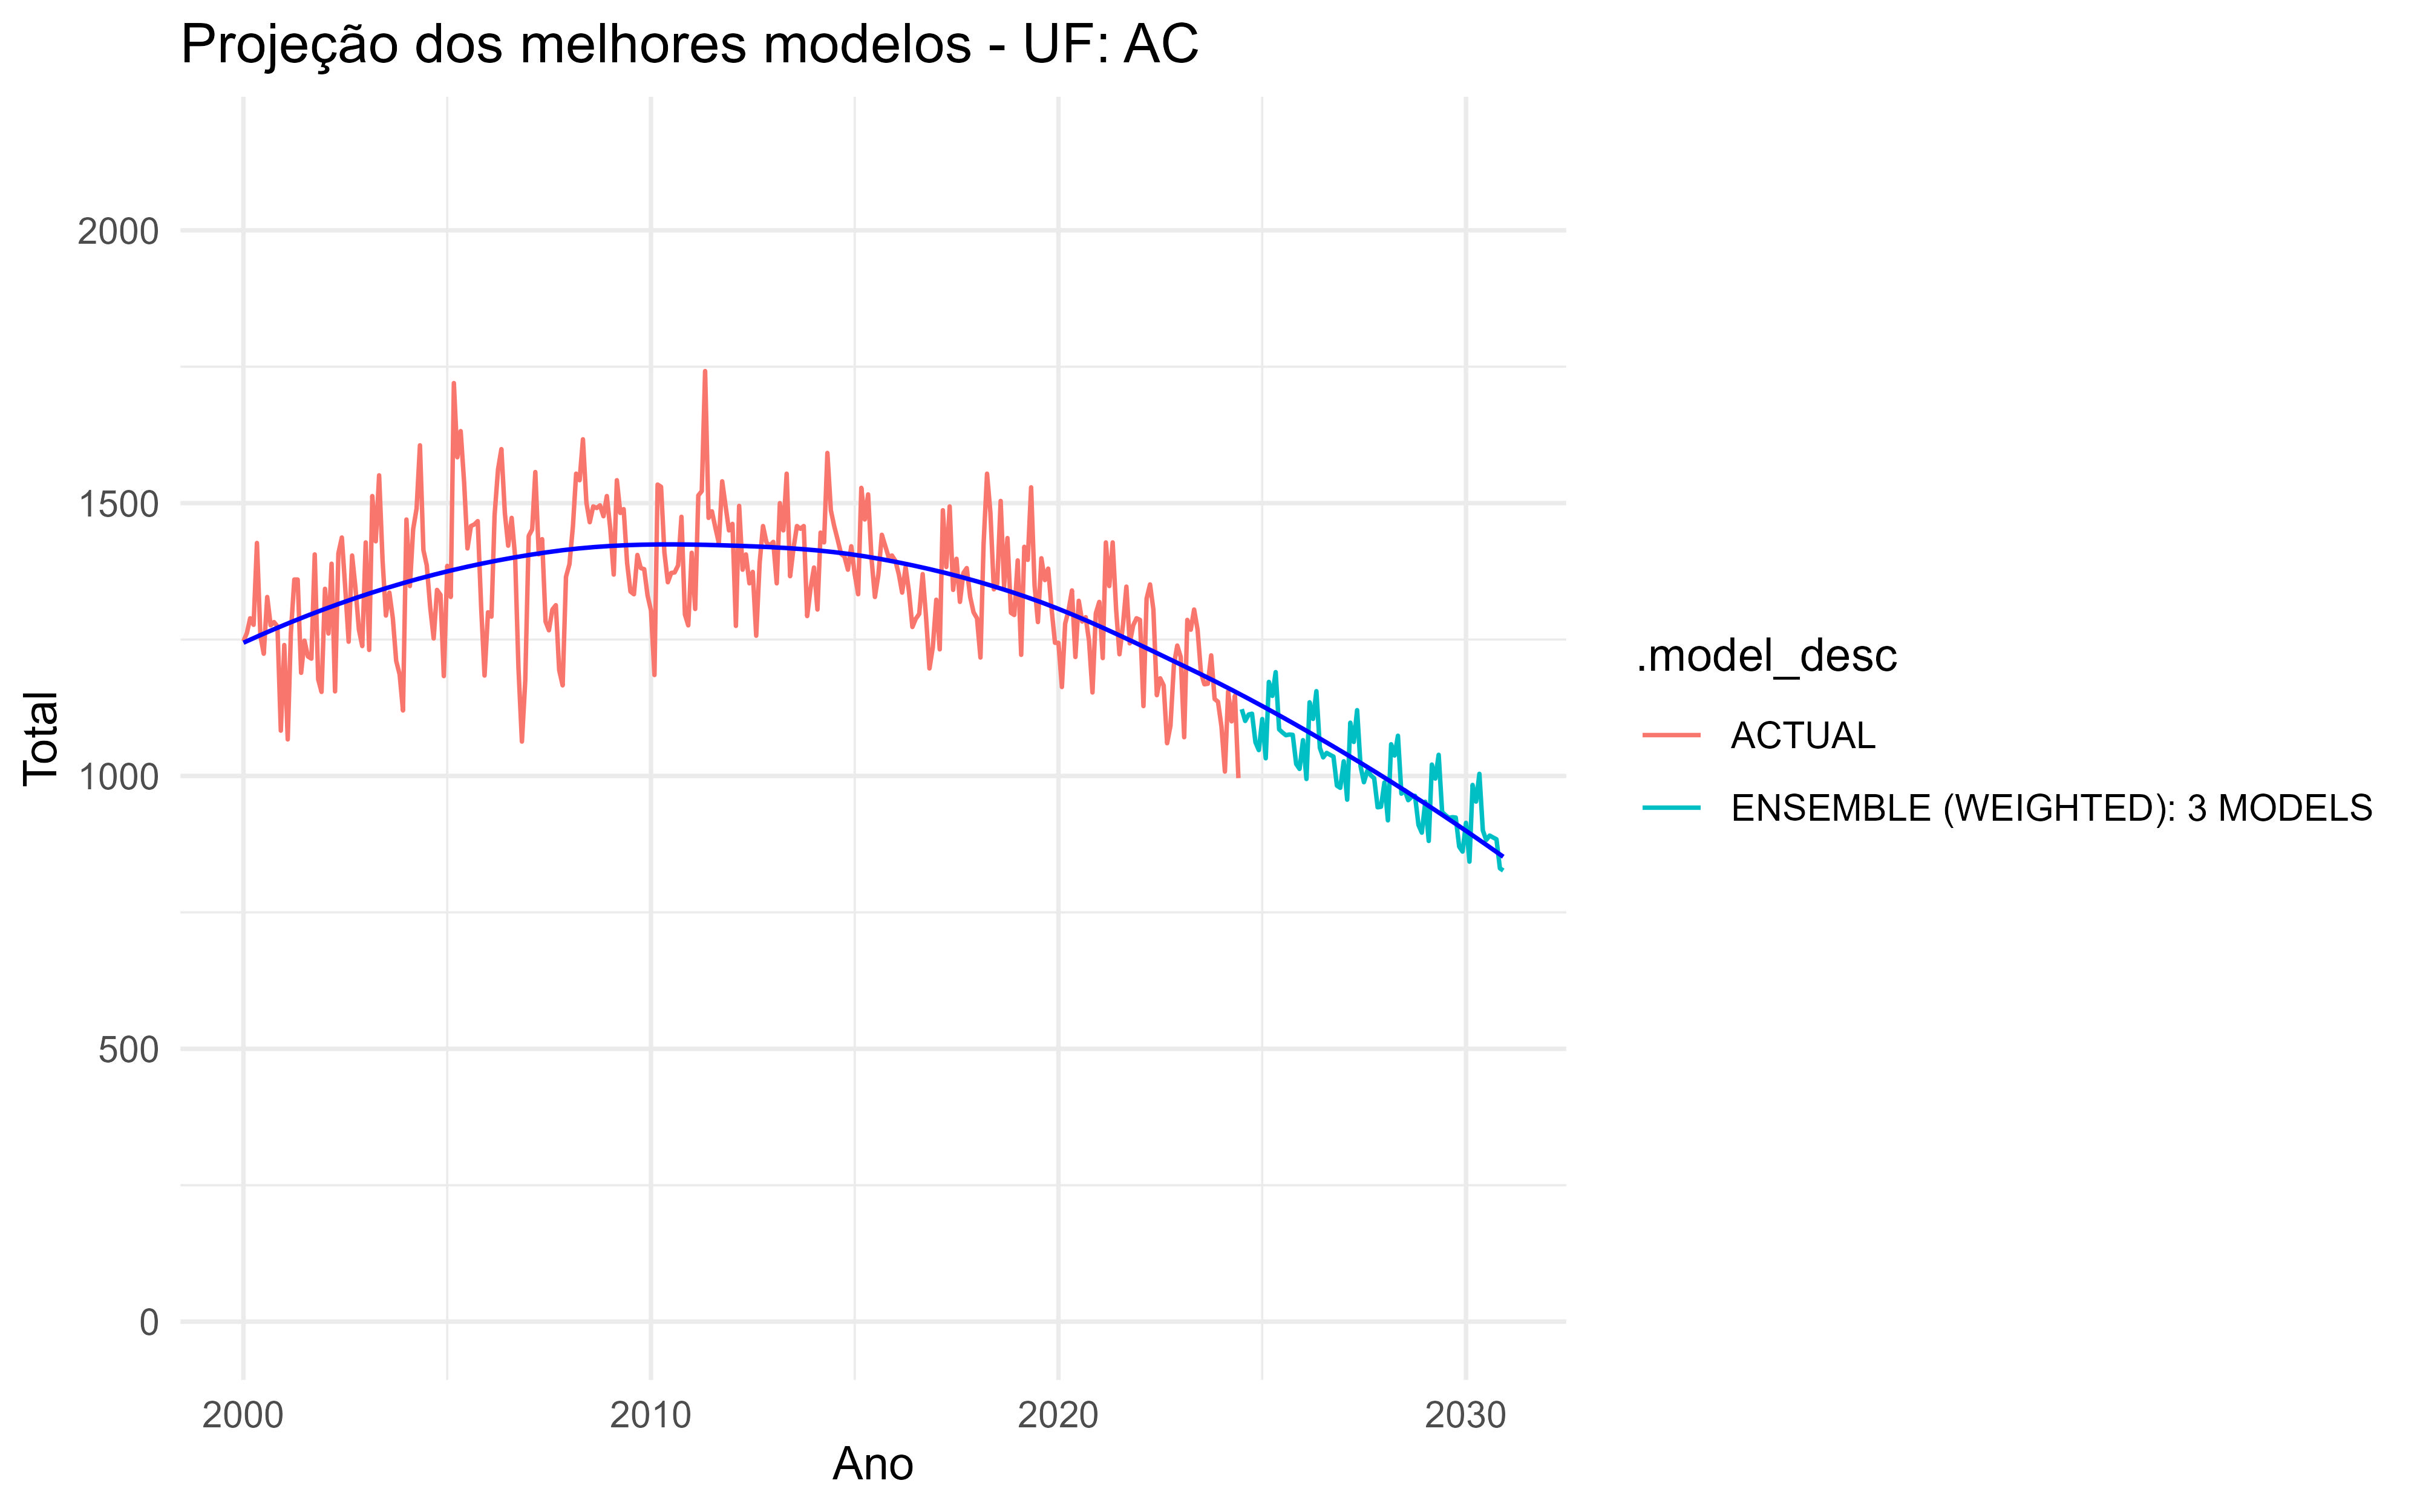 Projeção dos melhores modelos - UF: AC
2000
1500
1000
500
0
Total
2000
2010
2020
2030
Ano
.model_desc
ACTUAL
ENSEMBLE (WEIGHTED): 3 MODELS